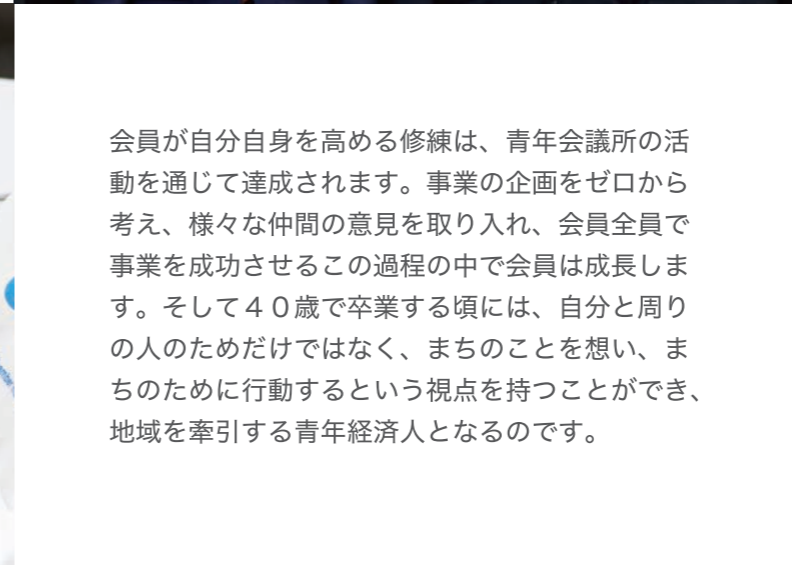 会員が自分自身を高める修練は、青年会議所の活
動を通じて達成されます。事業の企画をゼロから
考え、様々な仲間の意見を取り入れ、会員全員で
事業を成功させるこの過程の中で会員は成長しま
す。そして４０歳で卒業する頃には、自分と周り
の人のためだけではなく、まちのことを想い、ま
ちのために行動するという視点を持つことができ、
地域を牽引する青年経済人となるのです。